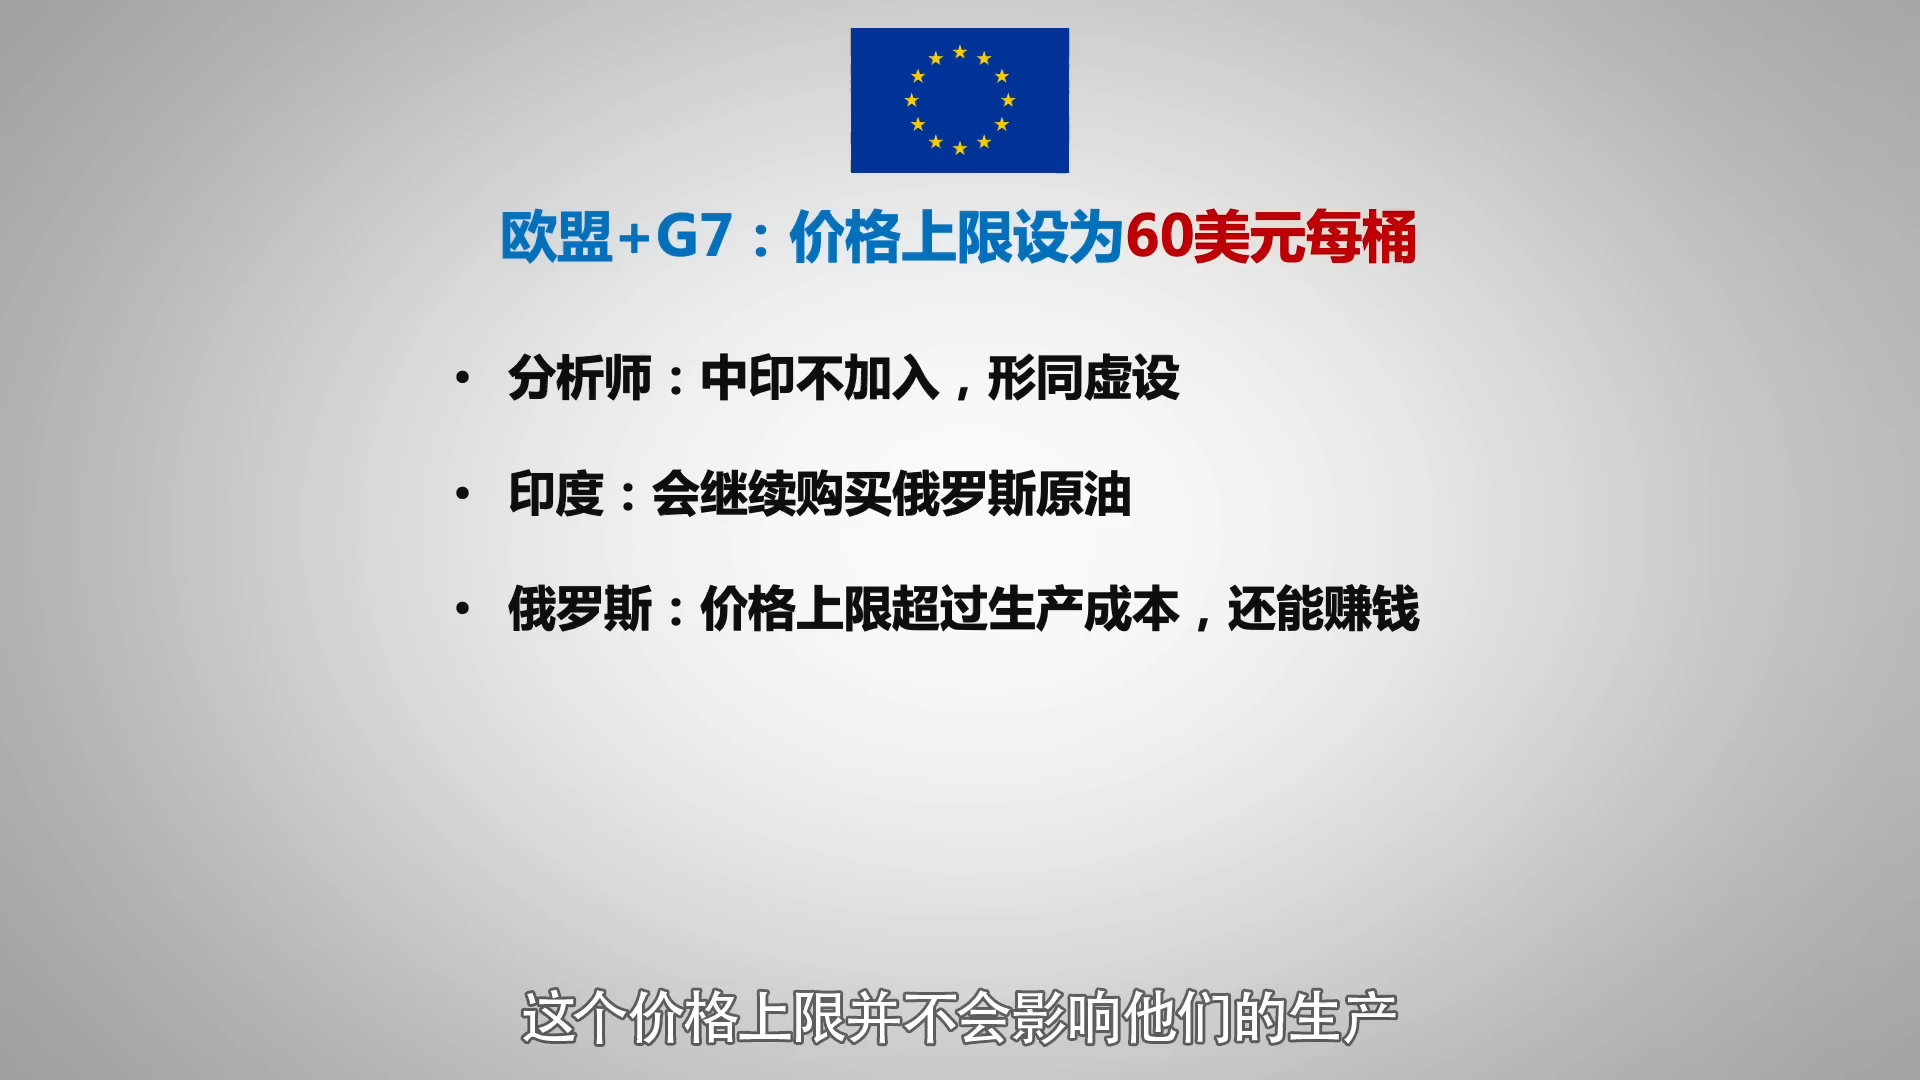 欧盟+G7：价格上限设为60美元每桶
• 分析师：中印不加入，形同虚设
• 印度：会继续购买俄罗斯原油
• 俄罗斯：价格上限超过生产成本，还能赚钱
这个价格上限并不会影响他们的生产